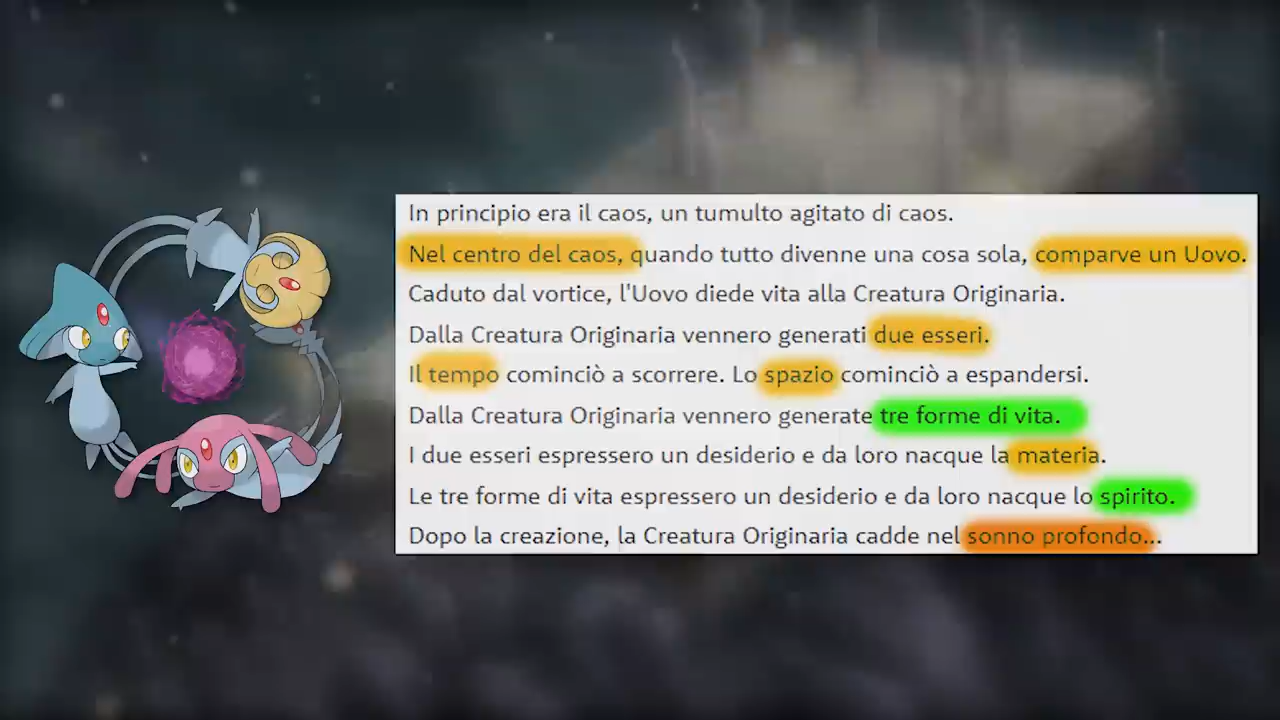 In principio era il caos, un tumulto agitato di caos.
Nel centro del caos, quando tutto divenne una cosa sola, comparve un Uovo.
Caduto dal vortice, l'Uovo diede vita alla Creatura Originaria.
Dalla Creatura Originaria vennero generati due esseri.
Il tempo cominciò a scorrere. Lo spazio cominciò a espandersi.
Dalla Creatura Originaria vennero generate tre forme di vita.
I due esseri espressero un desiderio e da loro nacque la materia.
Le tre forme di vita espressero un desiderio e da loro nacque lo spirito.
Dopo la creazione, la Creatura Originaria cadde nel sonno profondo...